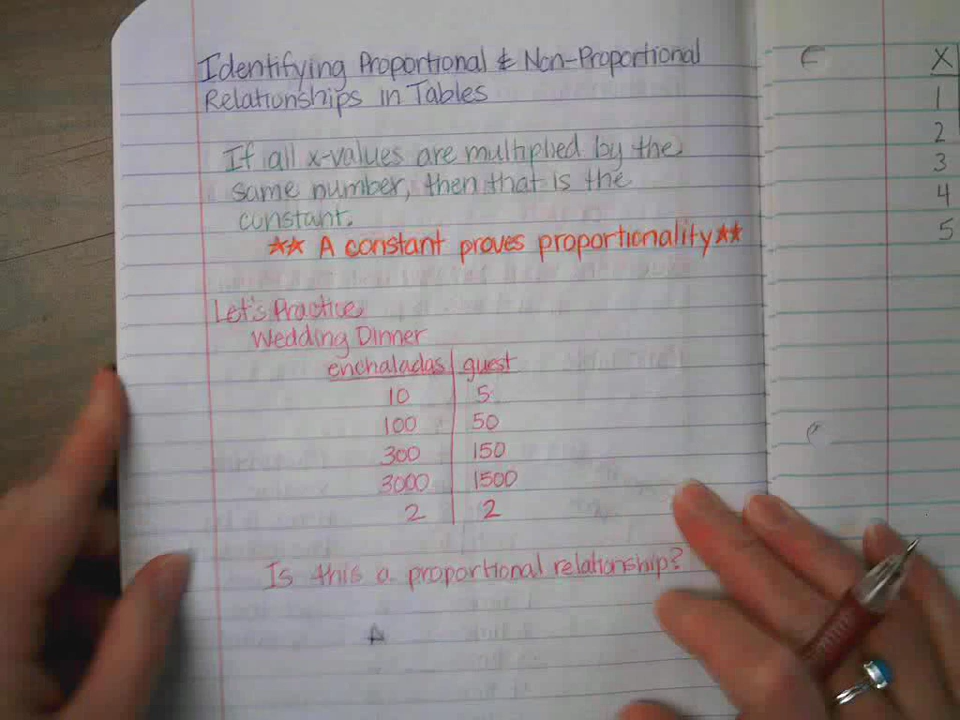 Identifying Proportional & Non-Proportional
Relationships in Tables
If all x-values are multiplied by the
same number, then that is the
constant.
** A constant proves proportionality**
Let's Practice
Wedding Dinner
enchaladas guest
10 5
100 50
300 150
3000 1500
2 2
Is this a proportional relationship?
A
X
1
2
3
4
5